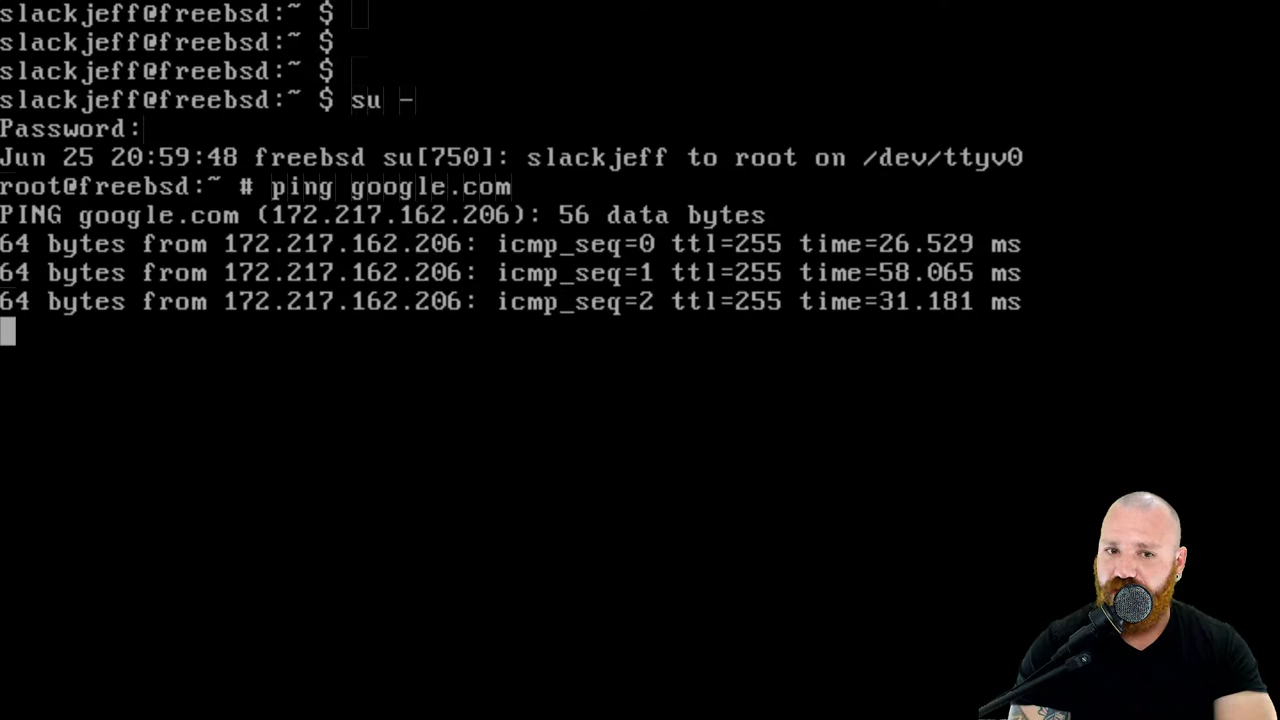 slackjeff@freebsd:~ $
slackjeff@freebsd:~ $
slackjeff@freebsd:~ $
slackjeff@freebsd:~ $ su -
Password:
Jun 25 20:59:48 freebsd su[750]: slackjeff to root on /dev/ttyv0
root@freebsd:~ # ping google.com
PING google.com (172.217.162.206): 56 data bytes
64 bytes from 172.217.162.206: icmp_seq=0 ttl=255 time=26.529 ms
64 bytes from 172.217.162.206: icmp_seq=1 ttl=255 time=58.065 ms
64 bytes from 172.217.162.206: icmp_seq=2 ttl=255 time=31.181 ms